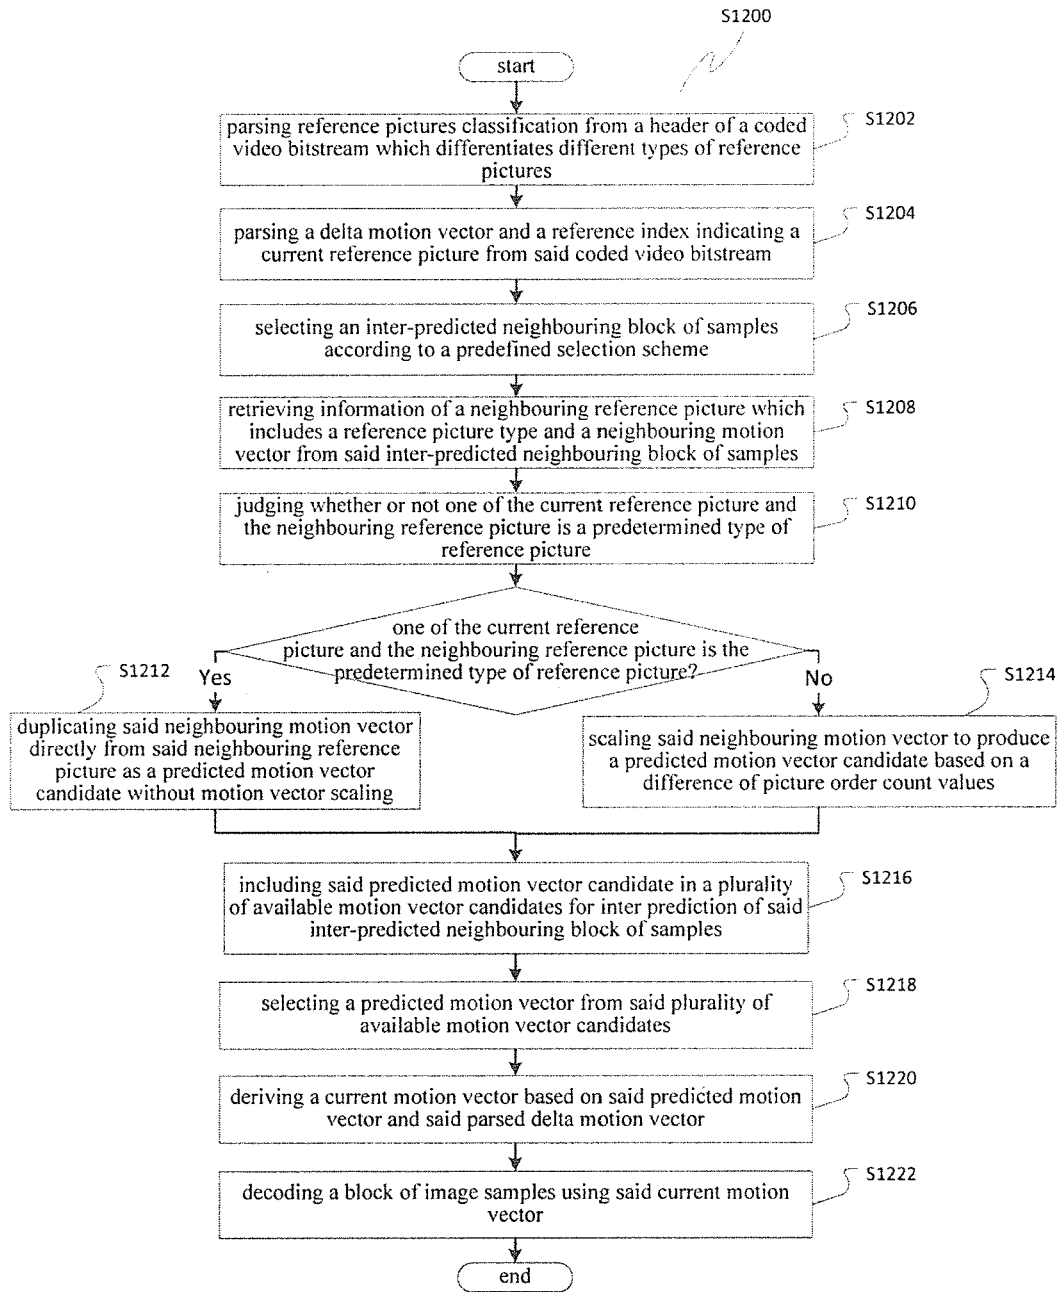 S1200
start
S1202
parsing reference pictures classification from a header of a coded
video bitstream which differentiates different types of reference
pictures
S1204
parsing a delta motion vector and a reference index indicating a
current reference picture from said coded video bitstream
S1206
selecting an inter-predicted neighbouring block of samples
according to a predefined selection scheme
S1208
retrieving information of a neighbouring reference picture which
includes a reference picture type and a neighbouring motion
vector from said inter-predicted neighbouring block of samples
S1210
judging whether or not one of the current reference picture and
the neighbouring reference picture is a predetermined type of
reference picture
one of the current reference
picture and the neighbouring reference picture is the
predetermined type of reference picture?
S1212
Yes
No
S1214
duplicating said neighbouring motion vector
directly from said neighbouring reference
picture as a predicted motion vector
candidate without motion vector scaling
scaling said neighbouring motion vector to produce
a predicted motion vector candidate based on a
difference of picture order count values
S1216
including said predicted motion vector candidate in a plurality
of available motion vector candidates for inter prediction of said
inter-predicted neighbouring block of samples
S1218
selecting a predicted motion vector from said plurality of
available motion vector candidates
S1220
deriving a current motion vector based on said predicted motion
vector and said parsed delta motion vector
S1222
decoding a block of image samples using said current motion
vector
end